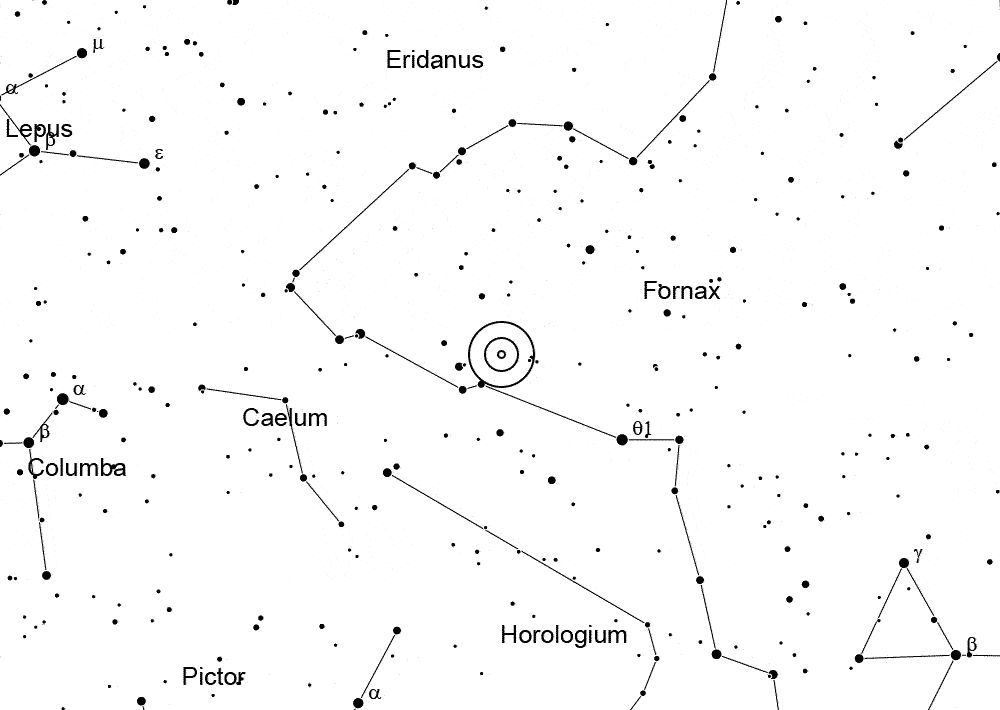 μ
Eridanus
α
Lepus
β
ε
Fornax
α
Caelum
θ1
β
Columba
γ
Horologium
β
Pictor
α